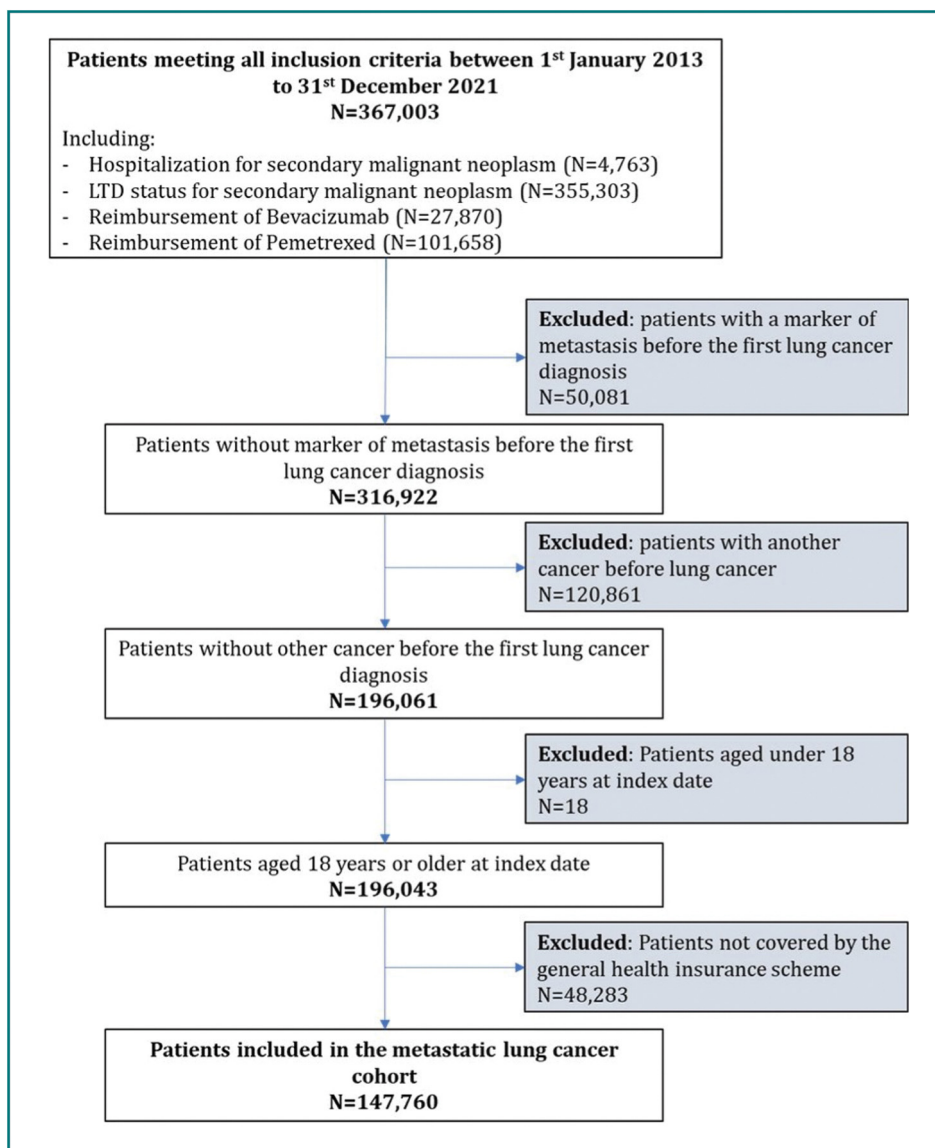 Patients meeting all inclusion criteria between 1st January 2013
to 31st December 2021
N=367,003
Including:
- Hospitalization for secondary malignant neoplasm (N=4,763)
- LTD status for secondary malignant neoplasm (N=355,303)
- Reimbursement of Bevacizumab (N=27,870)
- Reimbursement of Pemetrexed (N=101,658)
Excluded: patients with a marker of
metastasis before the first lung cancer
diagnosis
N=50,081
Patients without marker of metastasis before the first
lung cancer diagnosis
N=316,922
Excluded: patients with another
cancer before lung cancer
N=120,861
Patients without other cancer before the first lung cancer
diagnosis
N=196,061
Excluded: Patients aged under 18
years at index date
N=18
Patients aged 18 years or older at index date
N=196,043
Excluded: Patients not covered by the
general health insurance scheme
N=48,283
Patients included in the metastatic lung cancer
cohort
N=147,760